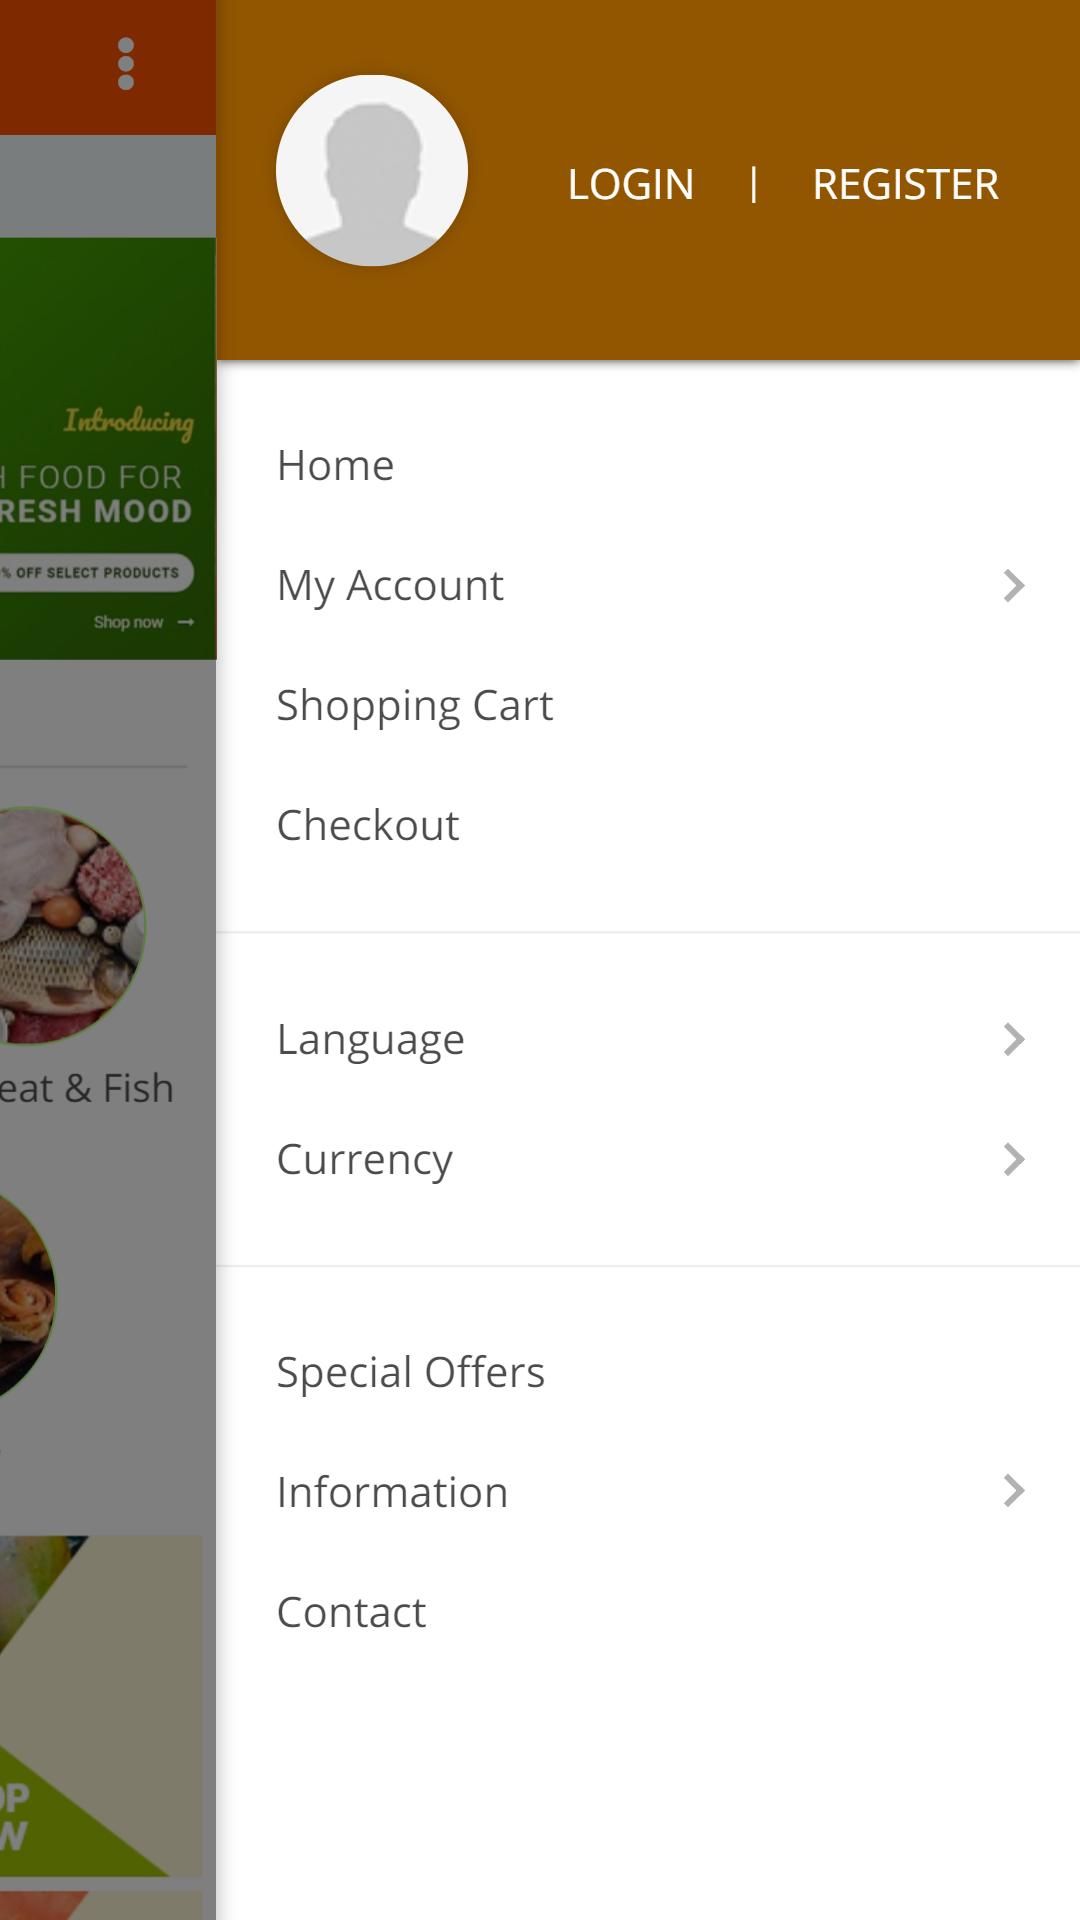 LOGIN | REGISTER
Introducing
FOOD FOR
RESH MOOD
% OFF SELECT PRODUCTS
Shop now
eat & Fish
OP
W
Home
My Account
Shopping Cart
Checkout
Language
Currency
Special Offers
Information
Contact